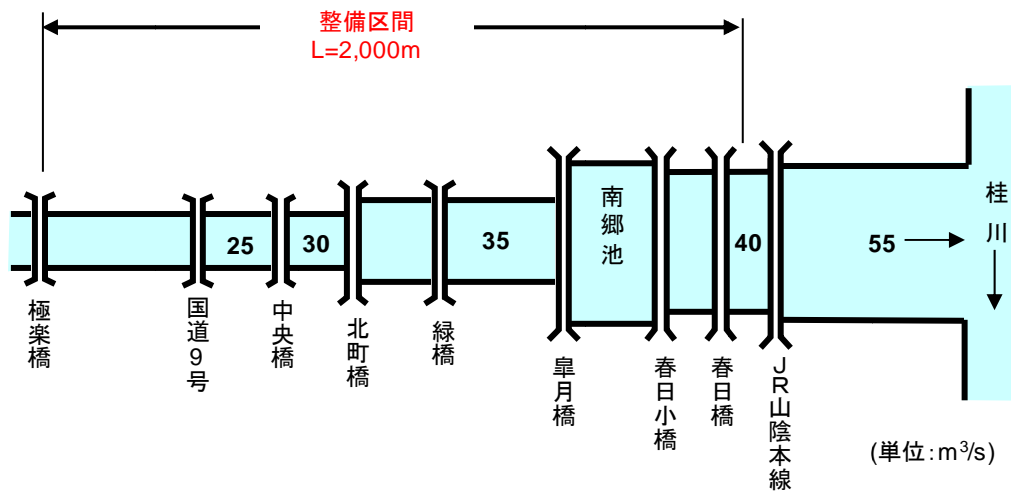 整備区間
L=2,000m
25
30
35
南郷池
40
55
桂川
極楽橋
国道9号
中央橋
北町橋
緑橋
皐月橋
春日小橋
春日橋
JR山陰本線
(単位:m³/s)